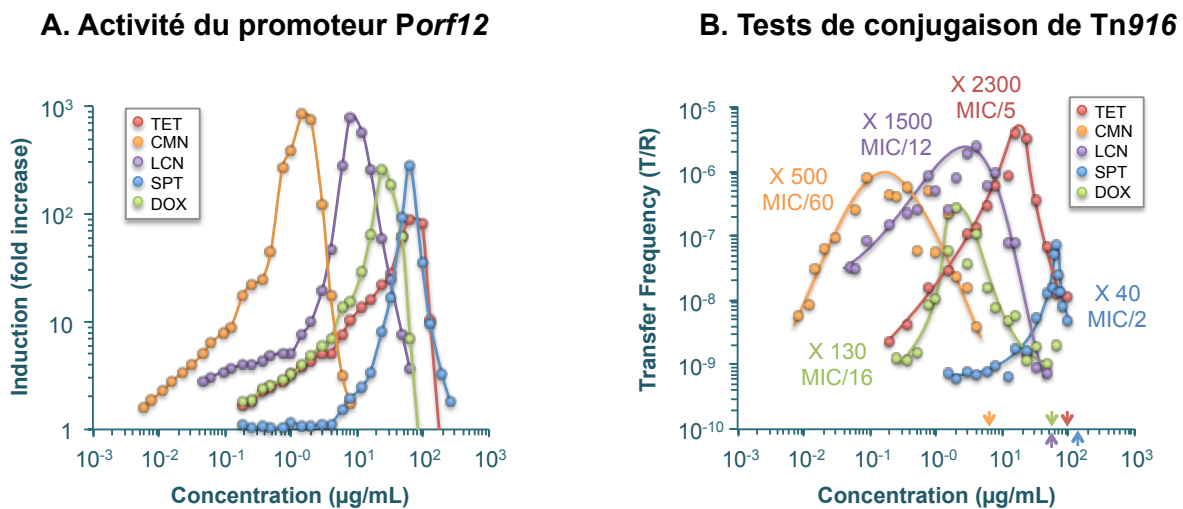 A. Activité du promoteur Porf12
B. Tests de conjugaison de Tn916
Induction (fold increase)
10³
10²
10
1
TET
CMN
LCN
SPT
DOX
10⁻³
10⁻²
10⁻¹
10⁻⁰
10¹
10²
10³
Concentration (µg/mL)
Transfer Frequency (T/R)
10⁻⁵
10⁻⁶
10⁻⁷
10⁻⁸
10⁻⁹
10⁻¹⁰
X 500
MIC/60
X 1500
MIC/12
X 2300
MIC/5
X 130
MIC/16
X 40
MIC/2
TET
CMN
LCN
SPT
DOX
10⁻³
10⁻²
10⁻¹
10⁻⁰
10¹
10²
10³
Concentration (µg/mL)